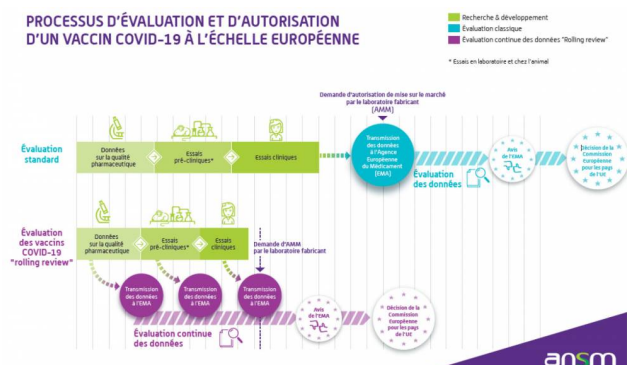 PROCESSUS D'ÉVALUATION ET D'AUTORISATION
D'UN VACCIN COVID-19 À L'ÉCHELLE EUROPÉENNE
Recherche & développement
Évaluation classique
Évaluation continue des données "Rolling review"
* Essais en laboratoire et chez l'animal
Demande d'autorisation de mise sur le marché
par le laboratoire fabricant
(AMM)
Évaluation
standard
Données
sur la qualité
pharmaceutique
Essais
pré-cliniques*
Essais cliniques
Transmission
des données
à l'Agence
Européenne
du Médicament
(EMA)
Évaluation
des données
Avis
de l'EMA
Décision de la
Commission
Européenne
pour les pays
de l'UE
Évaluation
des vaccins
COVID-19
"rolling review"
Données
sur la qualité
pharmaceutique
Essais
pré-cliniques*
Essais
cliniques
Demande d'AMM
par le laboratoire fabricant
Transmission
des données
à l'EMA
Transmission
des données
à l'EMA
Transmission
des données
à l'EMA
Évaluation continue
des données
Avis
de l'EMA
Décision de la
Commission
Européenne
pour les pays
de l'UE
ansm